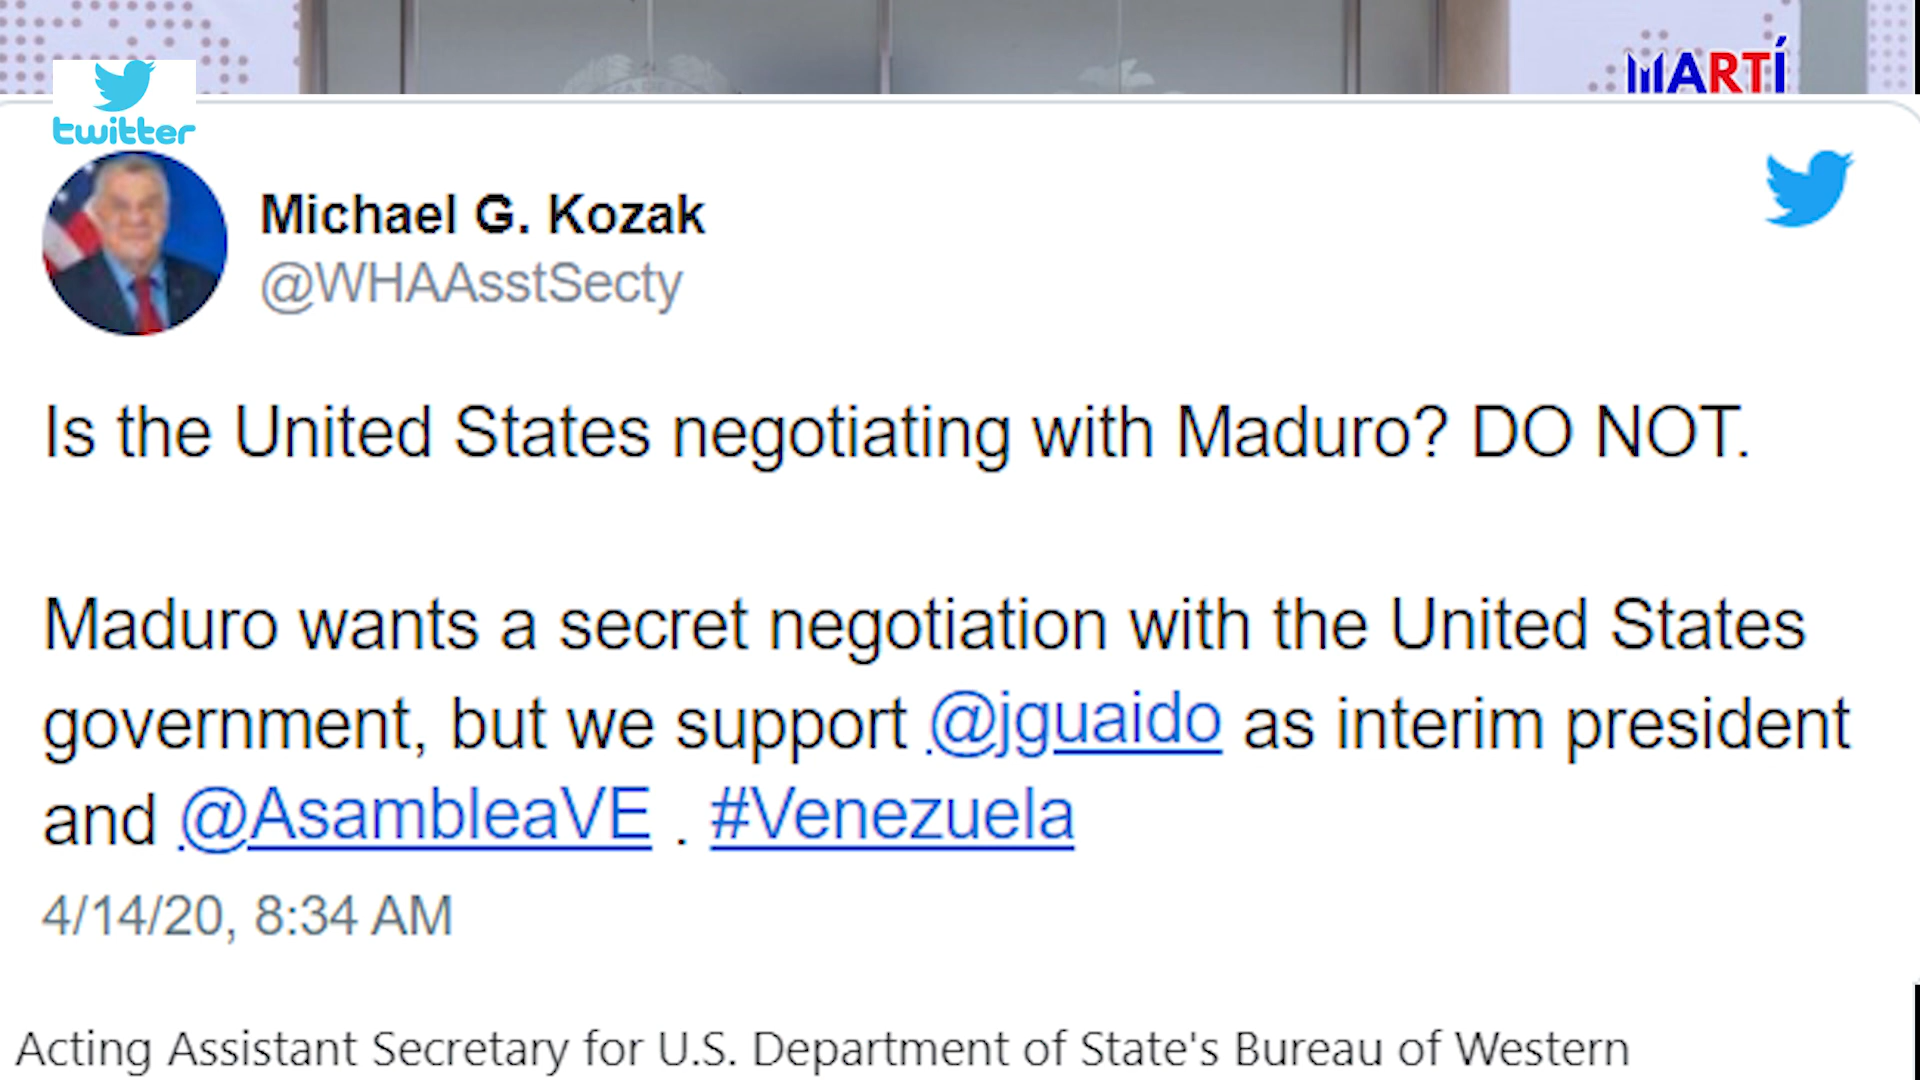 MARTÍ
twitter
Michael G. Kozak
@WHAAsstSecty
Is the United States negotiating with Maduro? DO NOT.
Maduro wants a secret negotiation with the United States
government, but we support @jguaido as interim president
and @AsambleaVE . #Venezuela
4/14/20, 8:34 AM
Acting Assistant Secretary for U.S. Department of State's Bureau of Western